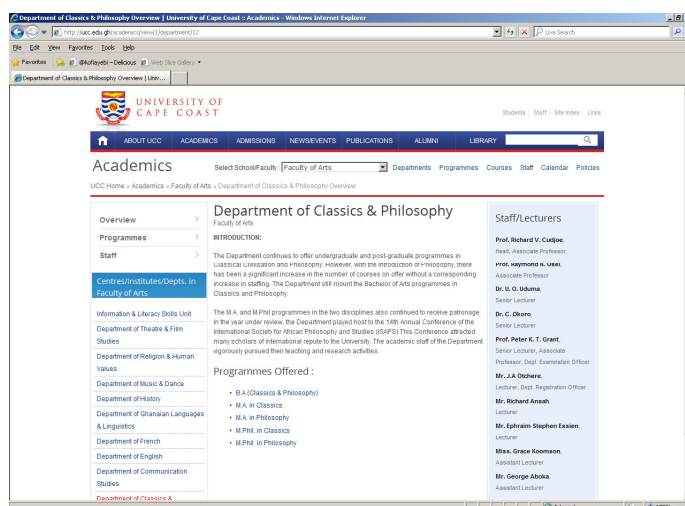 Department of Classics & Philosophy Overview | University of Cape Coast :: Academics - Windows Internet Explorer
http://ucc.edu.gh/academics/view/1/department/12
Live Search
File Edit View Favorites Tools Help
Favorites @kofiayebi - Delicious Web Slice Gallery
Department of Classics & Philosophy Overview | Univ...
UNIVERSITY OF
CAPE COAST
Students | Staff | Site Index | Links
ABOUT UCC ACADEMICS ADMISSIONS NEWS/EVENTS PUBLICATIONS ALUMNI LIBRARY
Academics
Select School/Faculty: Faculty of Arts Departments Programmes Courses Staff Calendar Policies
UCC Home » Academics » Faculty of Arts » Department of Classics & Philosophy Overview
Overview
Programmes
Staff
Centres/Institutes/Depts. in
Faculty of Arts
Information & Literacy Skills Unit
Department of Theatre & Film
Studies
Department of Religion & Human
Values
Department of Music & Dance
Department of History
Department of Ghanaian Languages
& Linguistics
Department of French
Department of English
Department of Communication
Studies
Department of Classics &
Department of Classics & Philosophy
Faculty of Arts
INTRODUCTION:
The Department continues to offer undergraduate and post-graduate programmes in
Classical Civilisation and Philosophy. However, with the introduction of Philosophy, there
has been a significant increase in the number of courses on offer without a corresponding
increase in staffing. The Department still mount the Bachelor of Arts programmes in
Classics and Philosophy.
The M.A. and M.Phil programmes in the two disciplines also continued to receive patronage.
In the year under review, the Department played host to the 14th Annual Conference of the
International Society for African Philosophy and Studies (ISAPS).This Conference attracted
many scholars of international repute to the University. The academic staff of the Department
vigorously pursued their teaching and research activities.
Programmes Offered :
• B.A (Classics & Philosophy)
• M.A. in Classics
• M.A. in Philosophy
• M.Phil. in Classics
• M.Phil. in Philosophy
Staff/Lecturers
Prof. Richard V. Cudjoe,
Head, Associate Professor,
Prof. Raymond N. Osei,
Associate Professor
Dr. U. O. Uduma,
Senior Lecturer
Dr. C. Okoro,
Senior Lecturer
Prof. Peter K. T. Grant,
Senior Lecturer, Associate
Professor, Dept. Examination Officer
Mr. J.A Otchere,
Lecturer, Dept. Registration Officer
Mr. Richard Ansah,
Lecturer
Mr. Ephraim Stephen Essien,
Lecturer
Miss. Grace Koomson,
Assistant Lecturer
Mr. George Aboka,
Assistant Lecturer